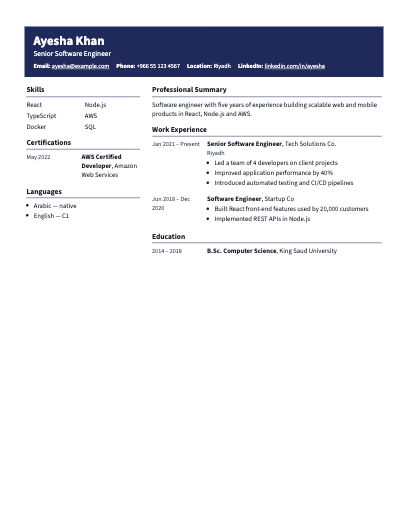 Ayesha Khan
Senior Software Engineer
Email: ayesha@example.com Phone: +966 55 123 4567 Location: Riyadh LinkedIn: linkedin.com/in/ayesha
Skills
React Node.js
TypeScript AWS
Docker SQL
Certifications
May 2022 AWS Certified
Developer, Amazon
Web Services
Languages
Arabic — native
English — C1
Professional Summary
Software engineer with five years of experience building scalable web and mobile
products in React, Node.js and AWS.
Work Experience
Jan 2021 – Present Senior Software Engineer, Tech Solutions Co.
Riyadh
Led a team of 4 developers on client projects
Improved application performance by 40%
Introduced automated testing and CI/CD pipelines
Jun 2018 – Dec Software Engineer, Startup Co
2020
Built React front-end features used by 20,000 customers
Implemented REST APIs in Node.js
Education
2014 – 2018 B.Sc. Computer Science, King Saud University